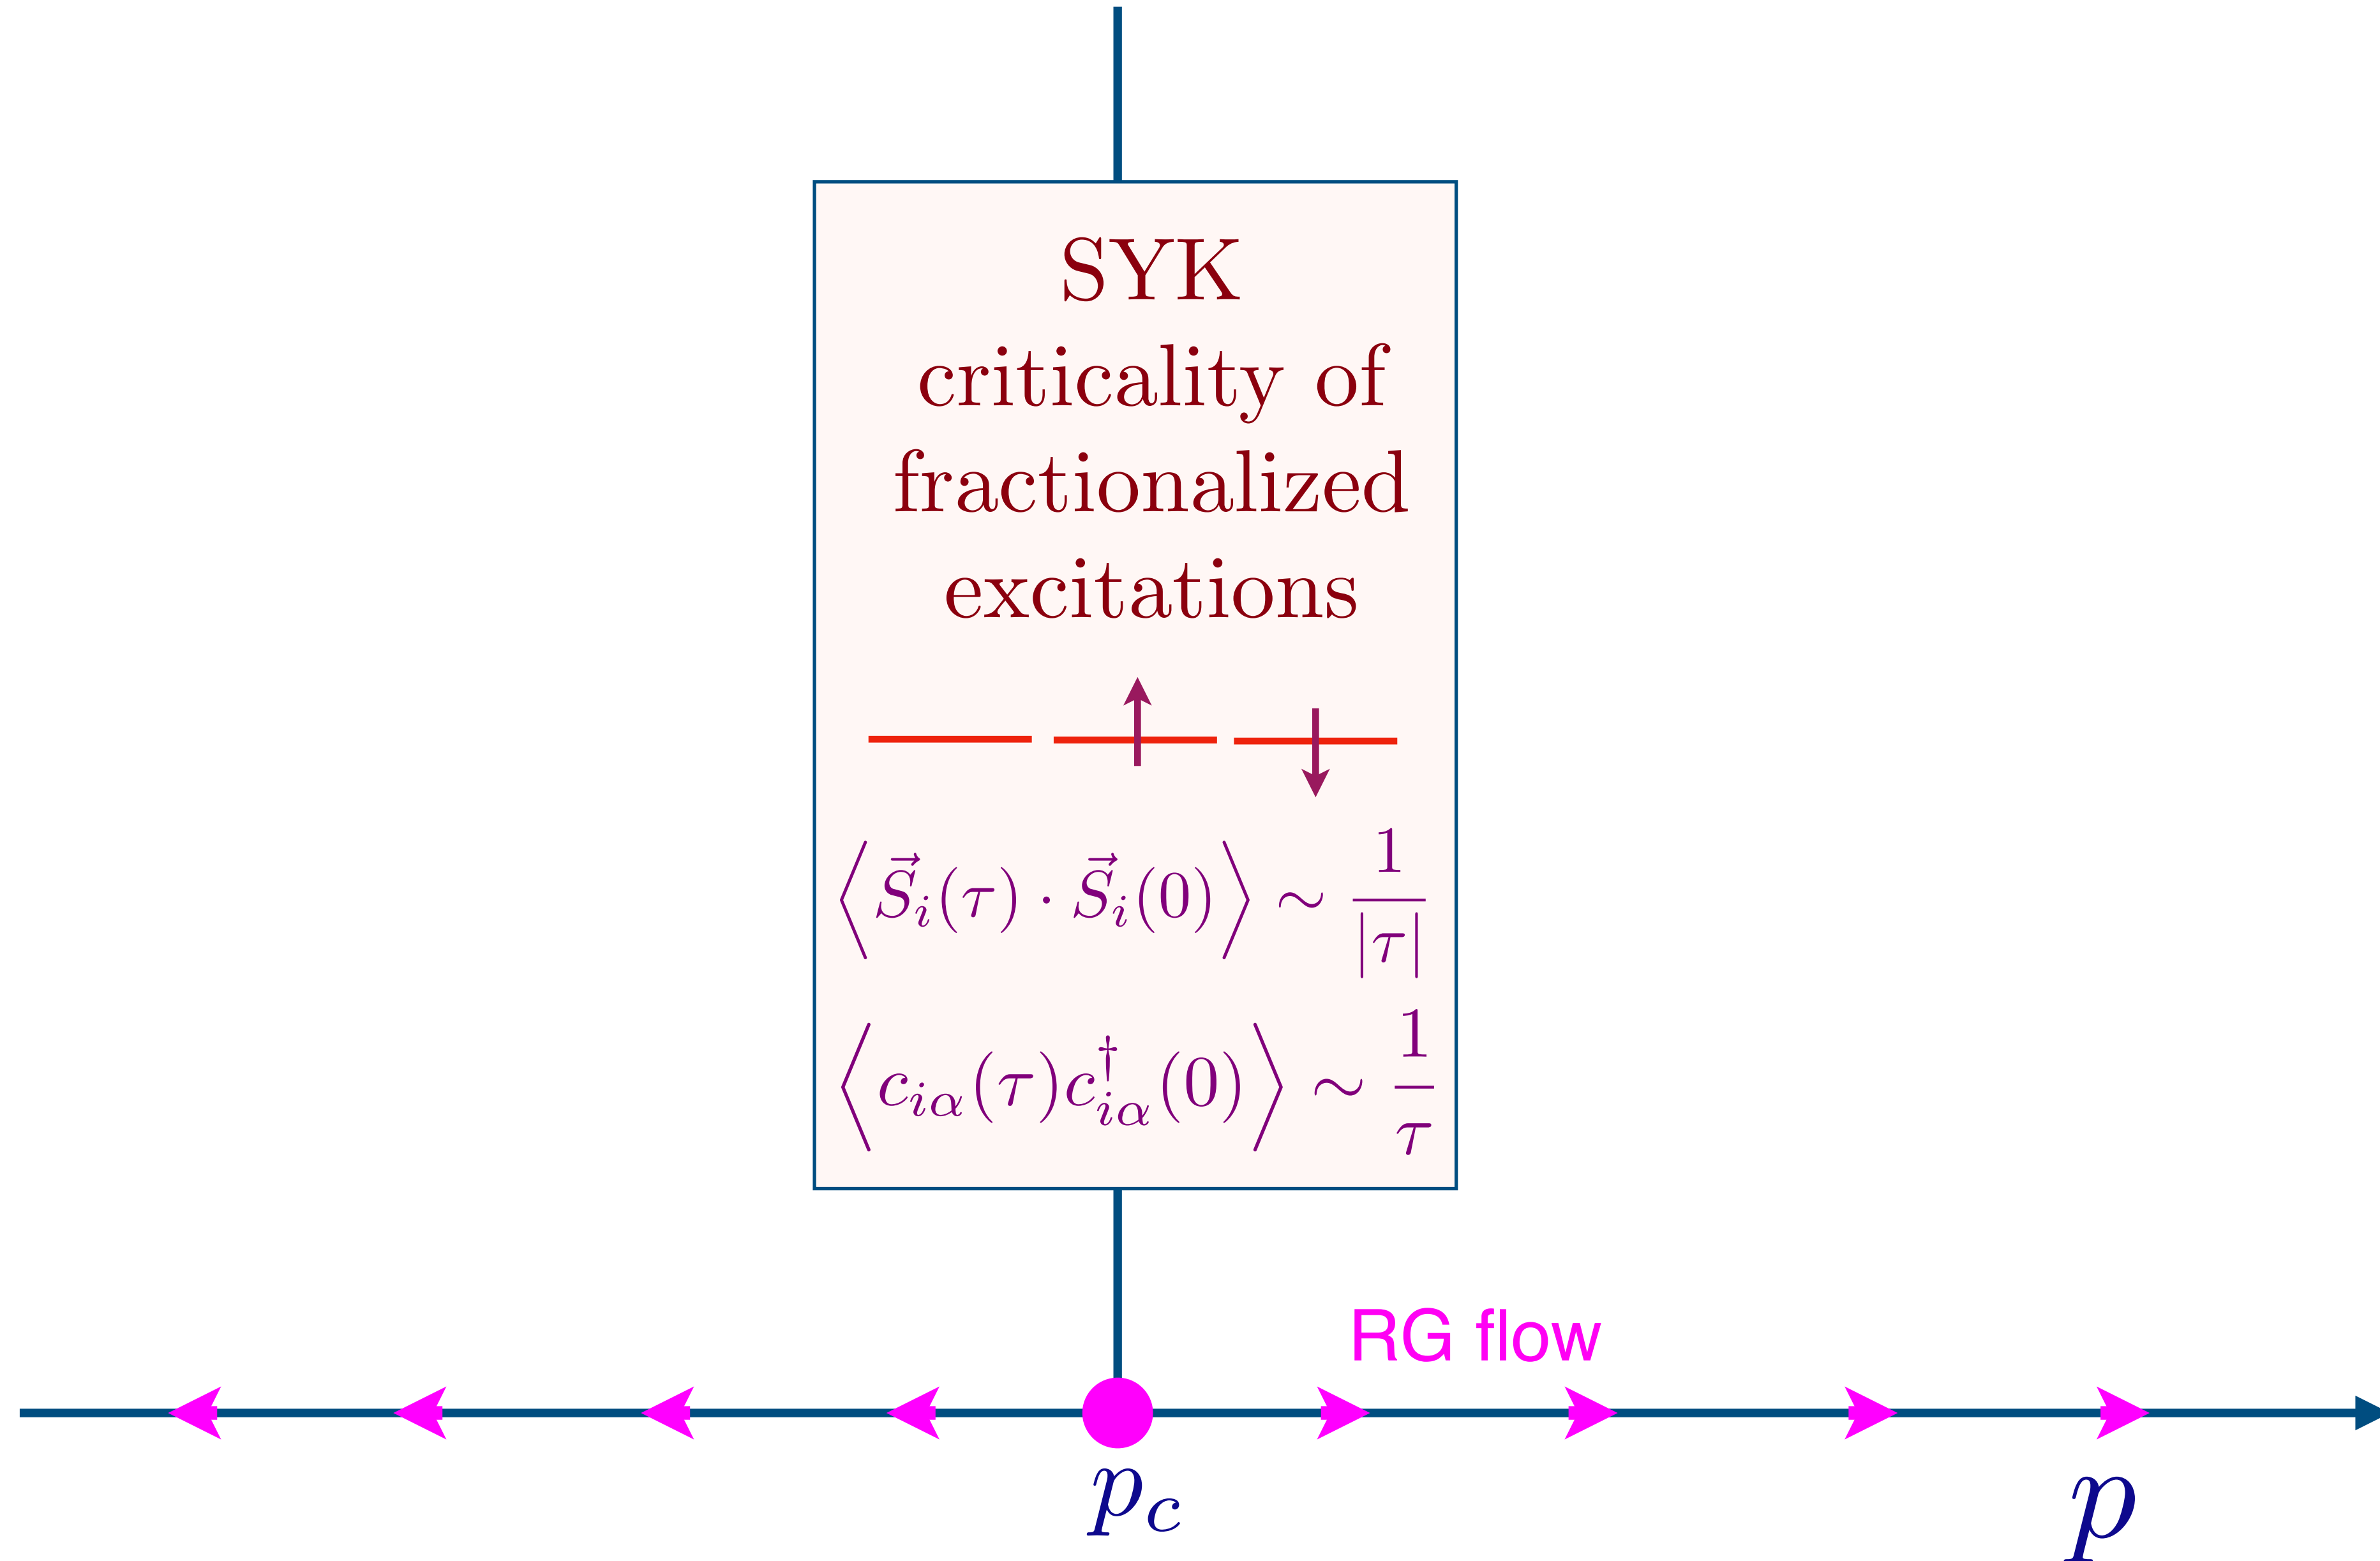 SYK
criticality of
fractionalized
excitations
⟨S⃗ᵢ(τ) · S⃗ᵢ(0)⟩ ∼ 1/|τ|
⟨c_{iα}(τ)c†_{iα}(0)⟩ ∼ 1/τ
RG flow
p_c
p